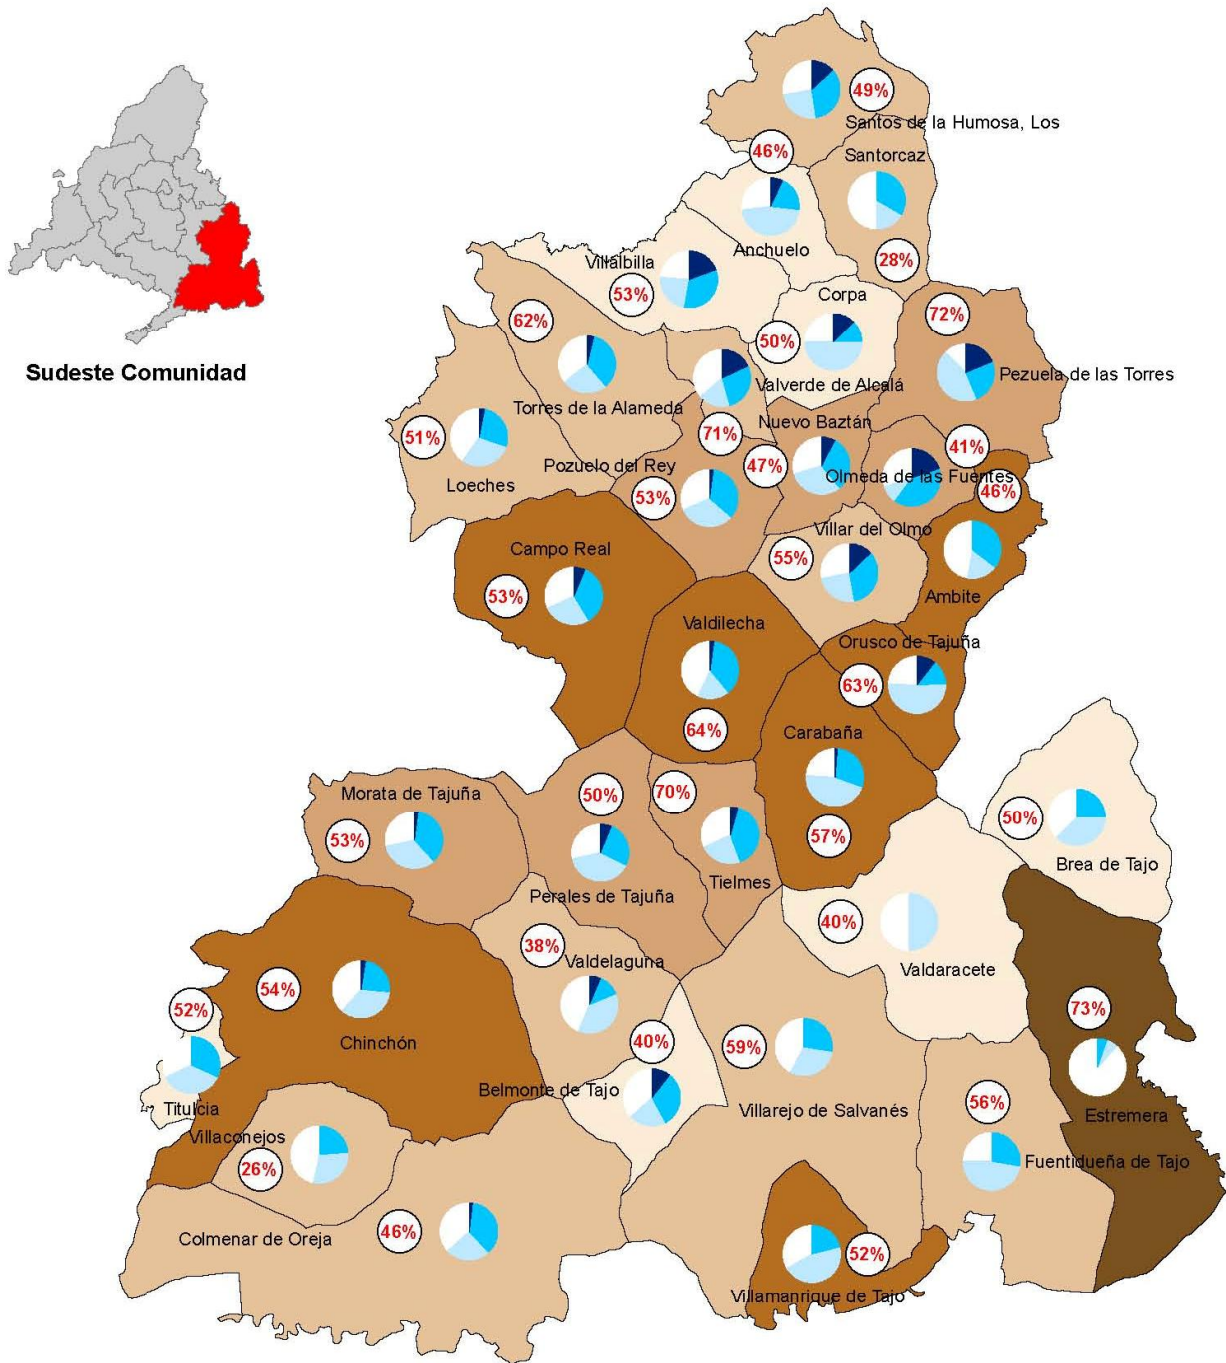 49%
Santos de la Humosa, Los
46%
Santorcaz
Anchuelo
28%
Villalbilla
53%
Corpa
62%
50%
72%
Valverde de Alcalá
Pezuela de las Torres
Sudeste Comunidad
Torres de la Alameda
51%
71%
Nuevo Baztán
41%
Pozuelo del Rey
47%
Olmeda de las Fuentes
Loeches
53%
46%
Villar del Olmo
Campo Real
55%
53%
Ambite
Valdilecha
Orusco de Tajuña
63%
64%
Carabaña
Morata de Tajuña
50%
70%
53%
57%
50%
Brea de Tajo
Perales de Tajuña
Tielmes
40%
38%
Valdelaguna
Valdaracete
54%
52%
73%
Chinchón
40%
59%
Belmonte de Tajo
Villarejo de Salvanés
56%
Titulcia
Estremera
Villaconejos
26%
Fuentidueña de Tajo
Colmenar de Oreja
46%
52%
Villamanrique de Tajo